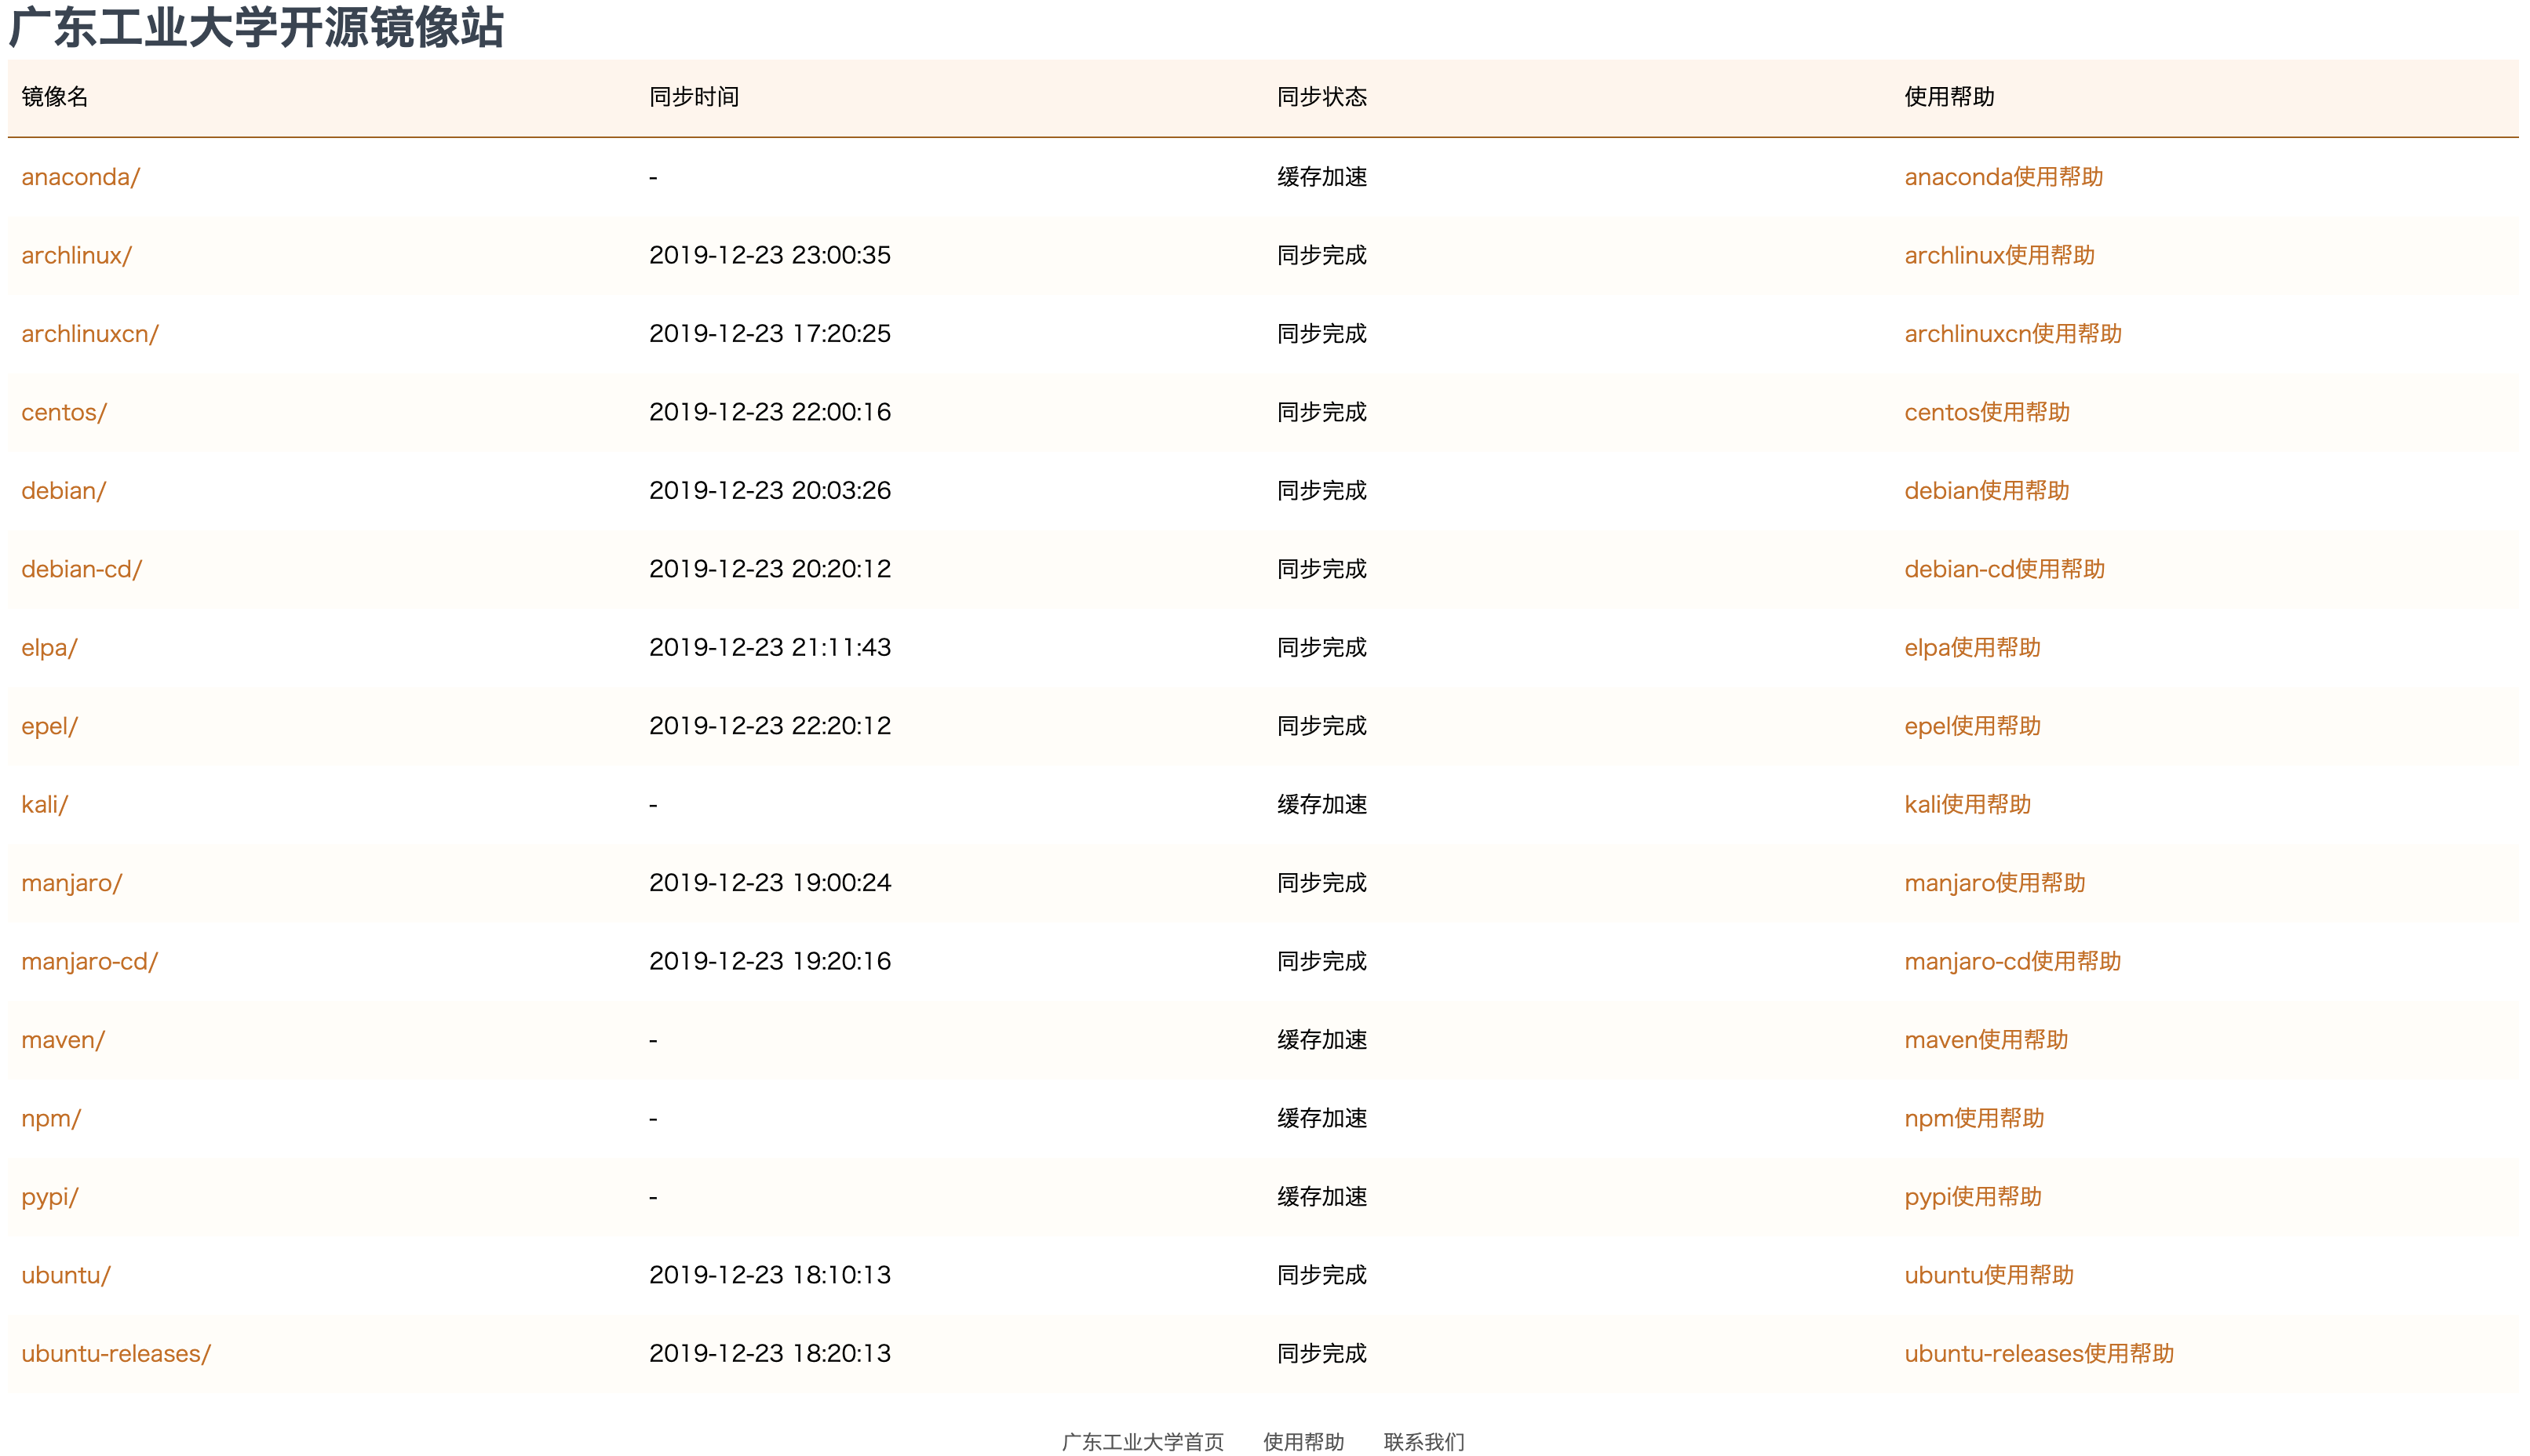 广东工业大学开源镜像站
镜像名 同步时间 同步状态 使用帮助
anaconda/ - 缓存加速 anaconda使用帮助
archlinux/ 2019-12-23 23:00:35 同步完成 archlinux使用帮助
archlinuxcn/ 2019-12-23 17:20:25 同步完成 archlinuxcn使用帮助
centos/ 2019-12-23 22:00:16 同步完成 centos使用帮助
debian/ 2019-12-23 20:03:26 同步完成 debian使用帮助
debian-cd/ 2019-12-23 20:20:12 同步完成 debian-cd使用帮助
elpa/ 2019-12-23 21:11:43 同步完成 elpa使用帮助
epel/ 2019-12-23 22:20:12 同步完成 epel使用帮助
kali/ - 缓存加速 kali使用帮助
manjaro/ 2019-12-23 19:00:24 同步完成 manjaro使用帮助
manjaro-cd/ 2019-12-23 19:20:16 同步完成 manjaro-cd使用帮助
maven/ - 缓存加速 maven使用帮助
npm/ - 缓存加速 npm使用帮助
pypi/ - 缓存加速 pypi使用帮助
ubuntu/ 2019-12-23 18:10:13 同步完成 ubuntu使用帮助
ubuntu-releases/ 2019-12-23 18:20:13 同步完成 ubuntu-releases使用帮助
广东工业大学首页 使用帮助 联系我们